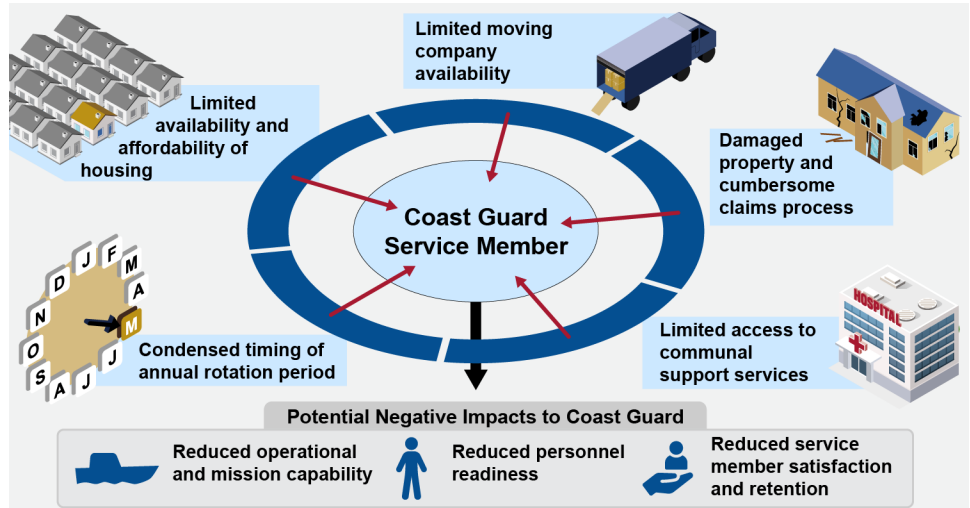 Limited moving
company
availability
Limited
availability and
affordability of
housing
Damaged
property and
cumbersome
claims process
Coast Guard
Service Member
J
F
M
A
M
J
J
A
S
O
N
D
Condensed timing of
annual rotation period
HOSPITAL
Limited access to
communal
support services
Potential Negative Impacts to Coast Guard
Reduced operational
and mission capability
Reduced personnel
readiness
Reduced service
member satisfaction
and retention